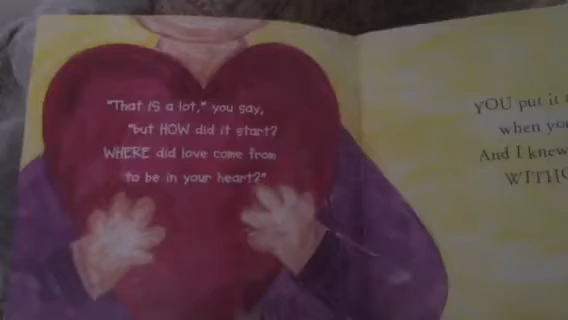 "That IS a lot," you say,
"but HOW did it start?
WHERE did love come from
to be in your heart?"
YOU put it
when you
And I knew